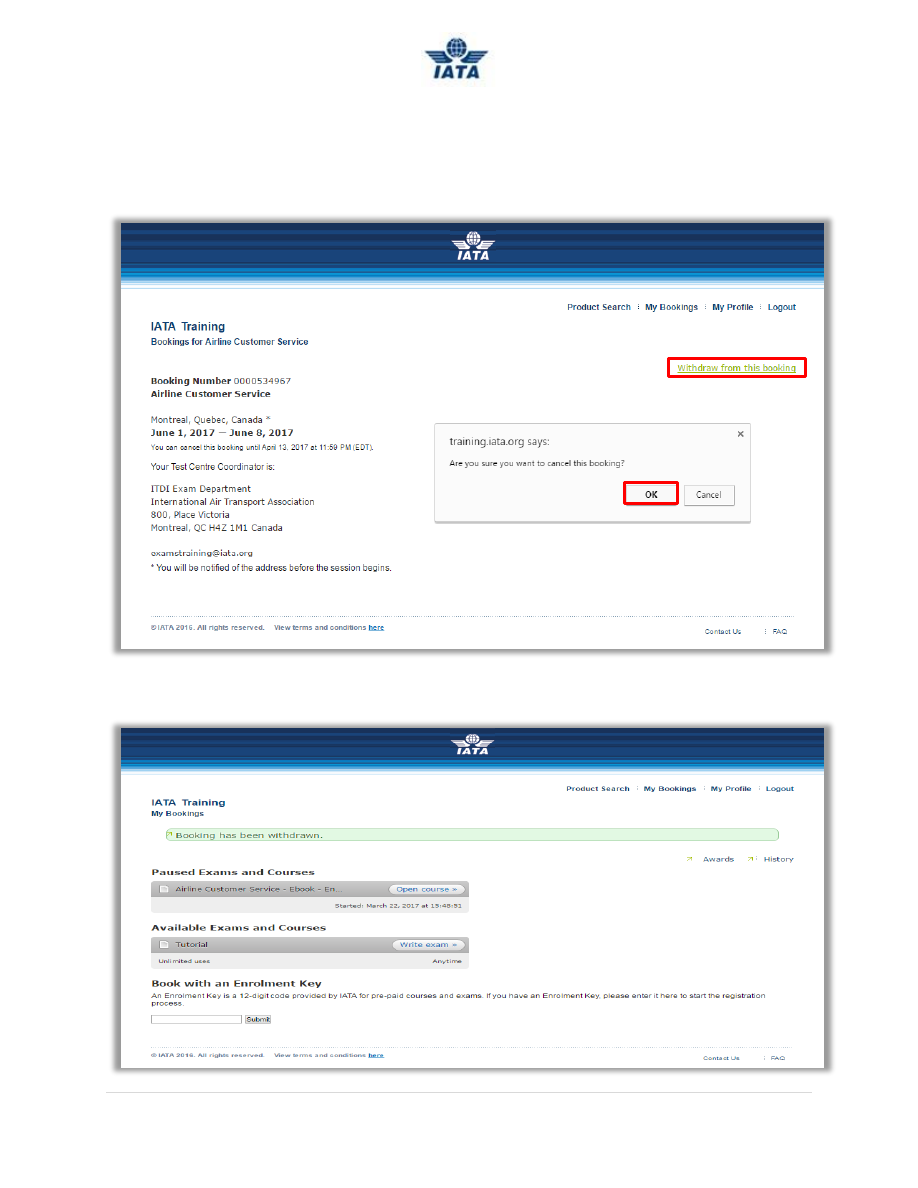 IATA
IATA
Product Search My Bookings My Profile Logout
IATA Training
Bookings for Airline Customer Service
Withdraw from this booking
Booking Number 0000534967
Airline Customer Service
Montreal, Quebec, Canada *
June 1, 2017 — June 8, 2017
You can cancel this booking until April 13, 2017 at 11:59 PM (EDT).
Your Test Centre Coordinator is:
ITDI Exam Department
International Air Transport Association
800, Place Victoria
Montreal, QC H4Z 1M1 Canada
examstraining@iata.org
* You will be notified of the address before the session begins.
training.iata.org says:
×
Are you sure you want to cancel this booking?
OK Cancel
© IATA 2016. All rights reserved. View terms and conditions here
Contact Us FAQ
IATA
Product Search My Bookings My Profile Logout
IATA Training
My Bookings
Booking has been withdrawn.
Awards History
Paused Exams and Courses
Airline Customer Service - Ebook - En... Open course »
Started: March 22, 2017 at 15:48:51
Available Exams and Courses
Tutorial Write exam »
Unlimited uses Anytime
Book with an Enrolment Key
An Enrolment Key is a 12-digit code provided by IATA for pre-paid courses and exams. If you have an Enrolment Key, please enter it here to start the registration
process.
Submit
© IATA 2016. All rights reserved. View terms and conditions here
Contact Us FAQ